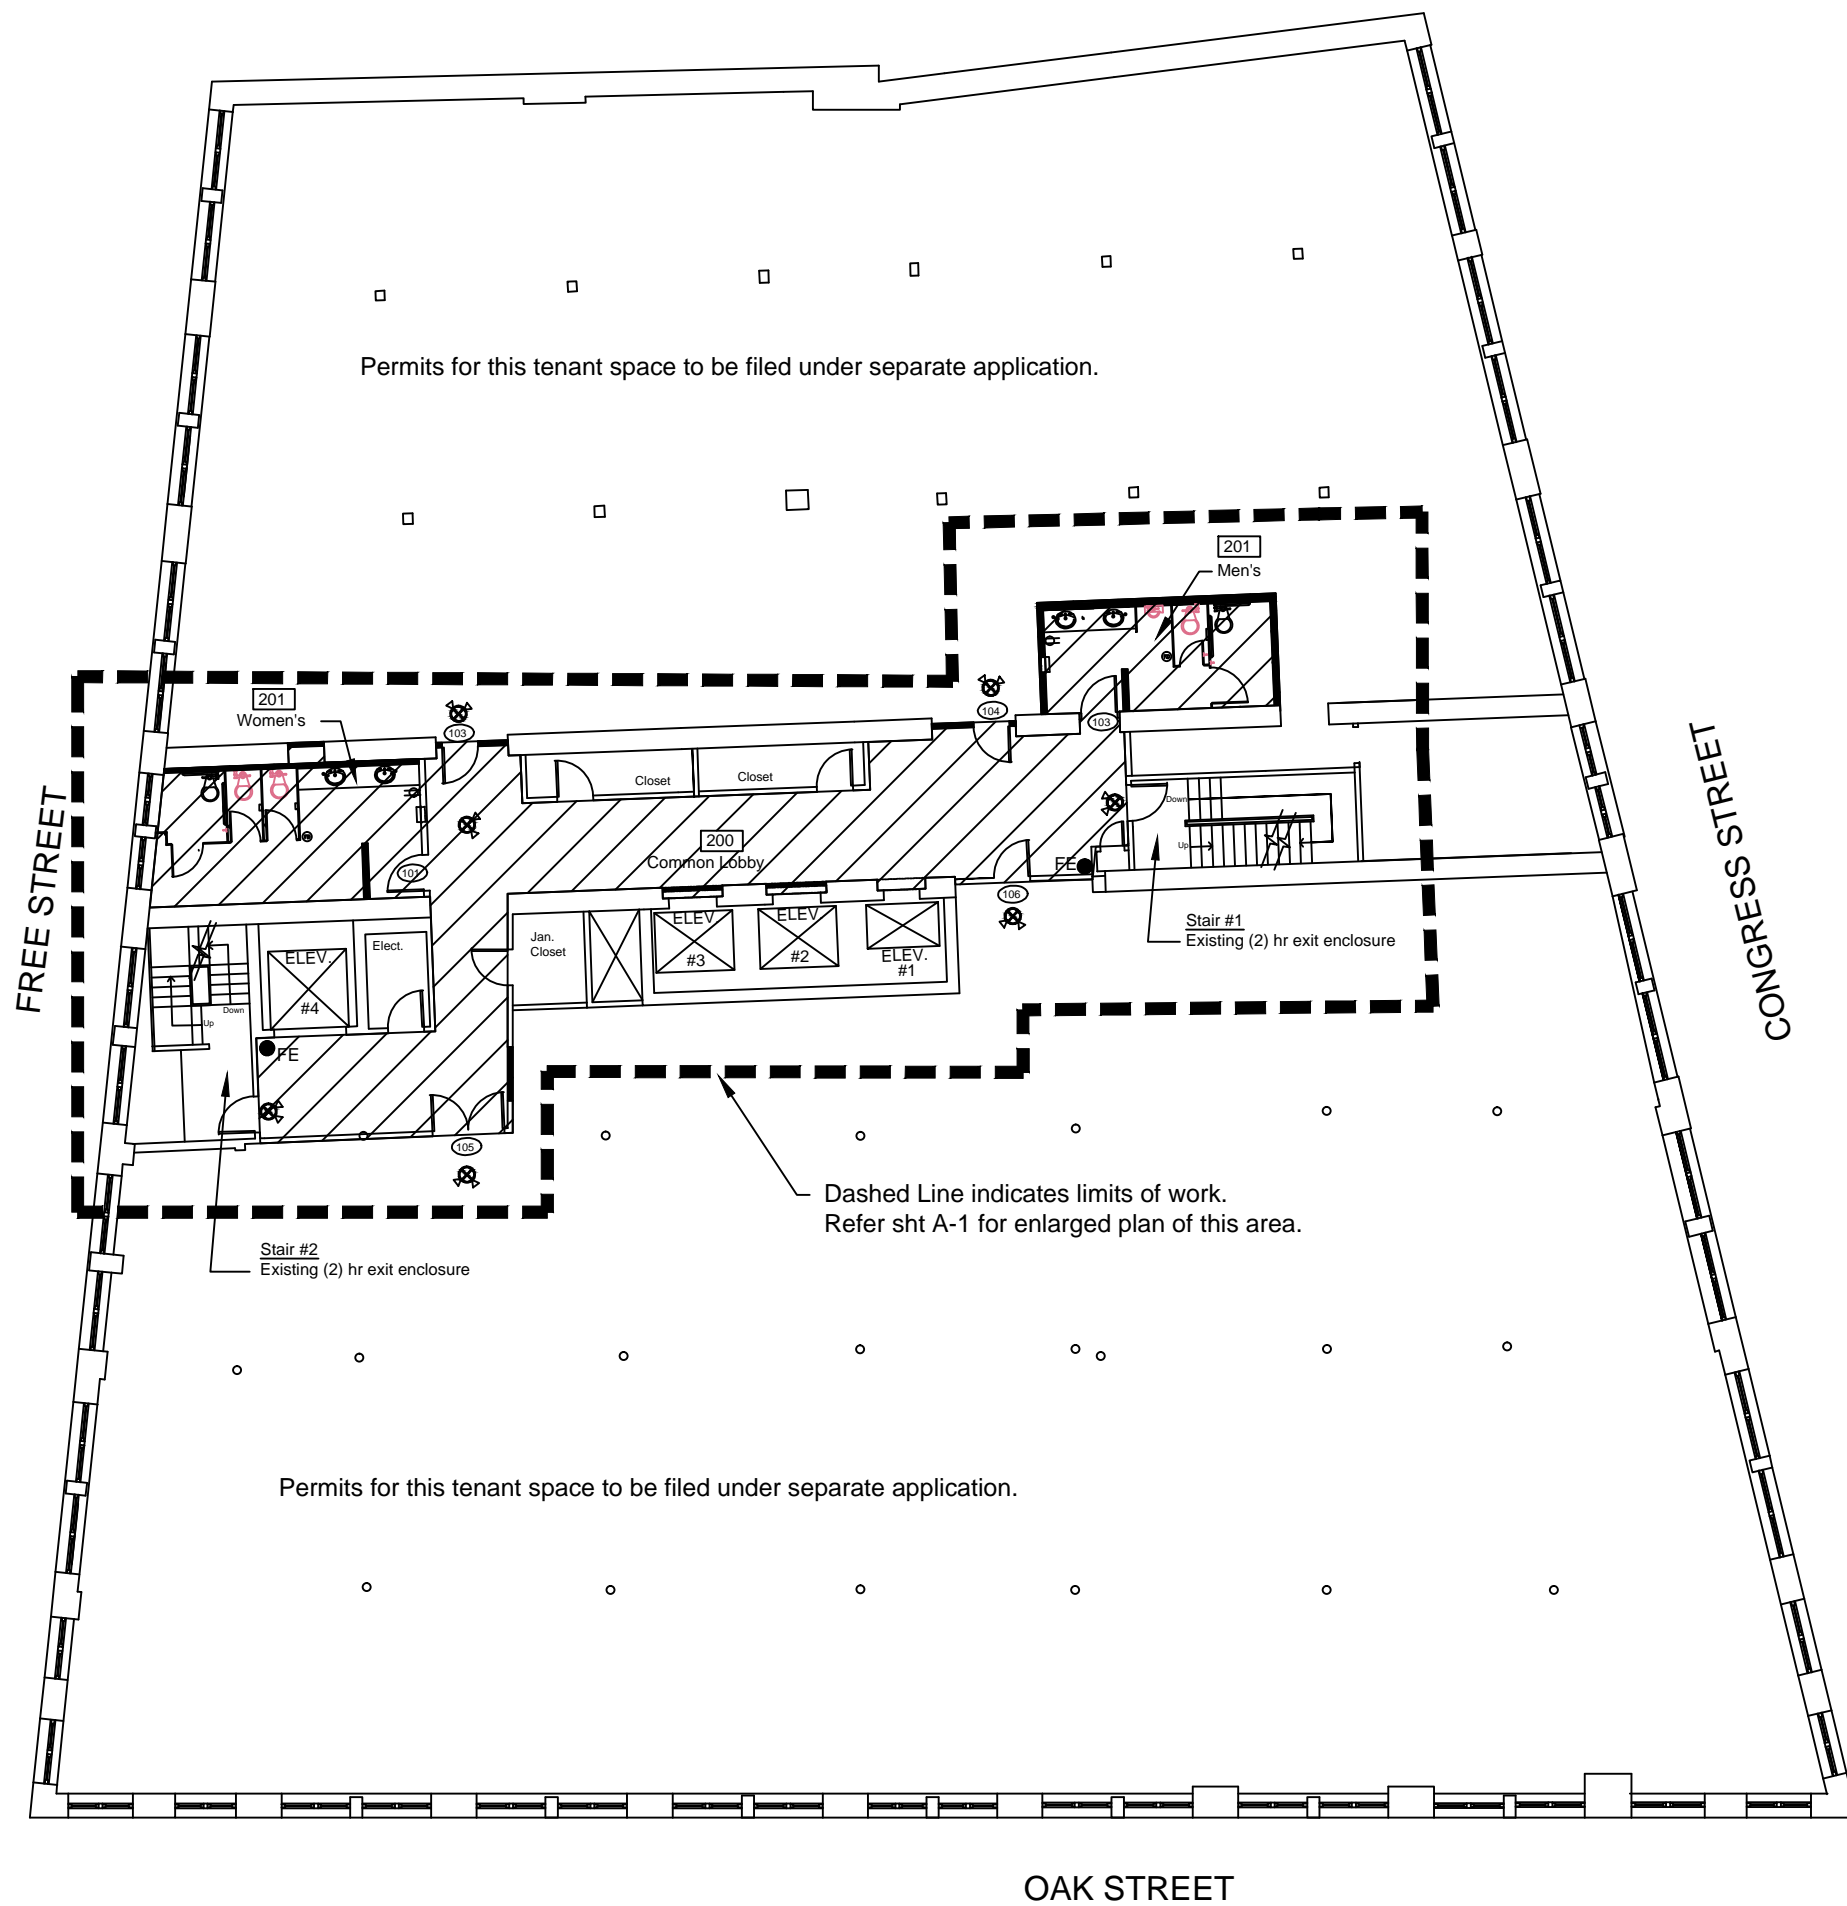 Permits for this tenant space to be filed under separate application.
201
Men's
201
Women's
103
104
103
Closet
Closet
FREE STREET
CONGRESS STREET
Down
200
Common Lobby
Up
FE
101
106
ELEV
#3
ELEV
#2
ELEV.
#1
Stair #1
Existing (2) hr exit enclosure
Jan.
Closet
Elect.
ELEV.
#4
Down
Up
FE
105
Dashed Line indicates limits of work.
Refer sht A-1 for enlarged plan of this area.
Stair #2
Existing (2) hr exit enclosure
Permits for this tenant space to be filed under separate application.
OAK STREET